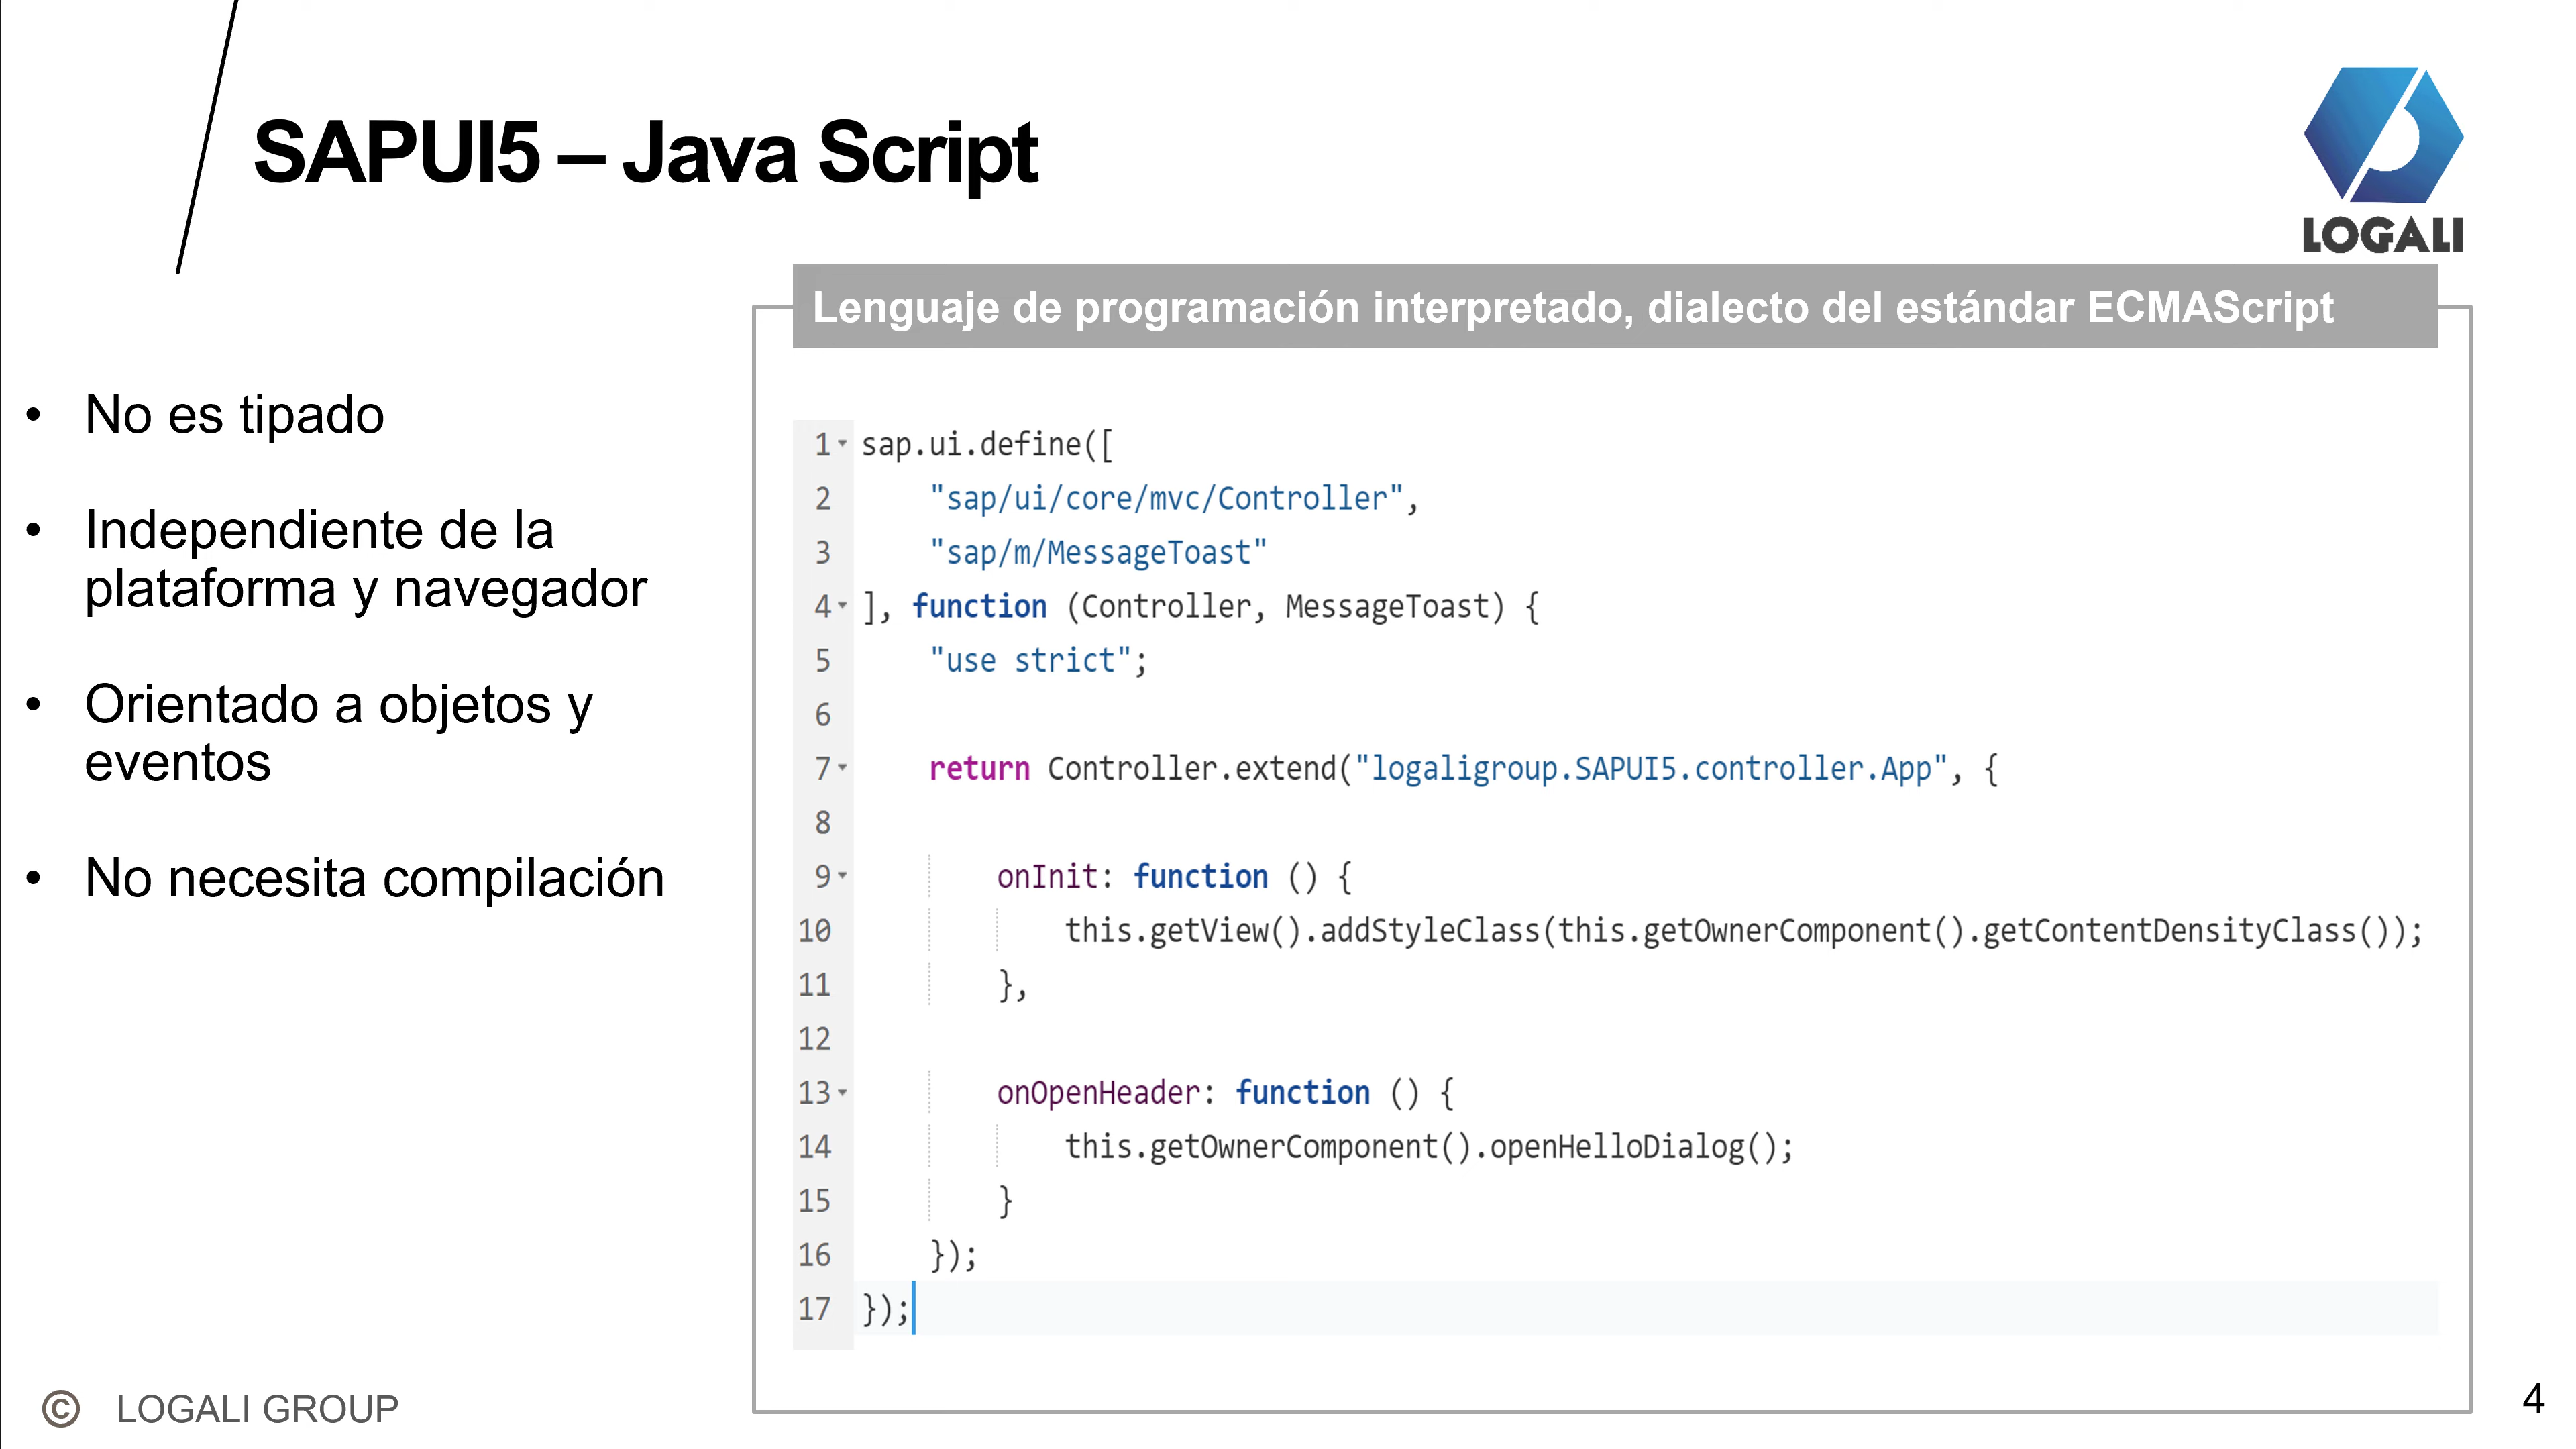 SAPUI5 – Java Script
LOGALI
Lenguaje de programación interpretado, dialecto del estándar ECMAScript
• No es tipado
• Independiente de la
plataforma y navegador
• Orientado a objetos y
eventos
• No necesita compilación
1 sap.ui.define([
2     "sap/ui/core/mvc/Controller",
3     "sap/m/MessageToast"
4 ], function (Controller, MessageToast) {
5     "use strict";
6
7     return Controller.extend("logaligroup.SAPUI5.controller.App", {
8
9         onInit: function () {
10             this.getView().addStyleClass(this.getOwnerComponent().getContentDensityClass());
11         },
12
13         onOpenHeader: function () {
14             this.getOwnerComponent().openHelloDialog();
15         }
16     });
17 });
© LOGALI GROUP
4